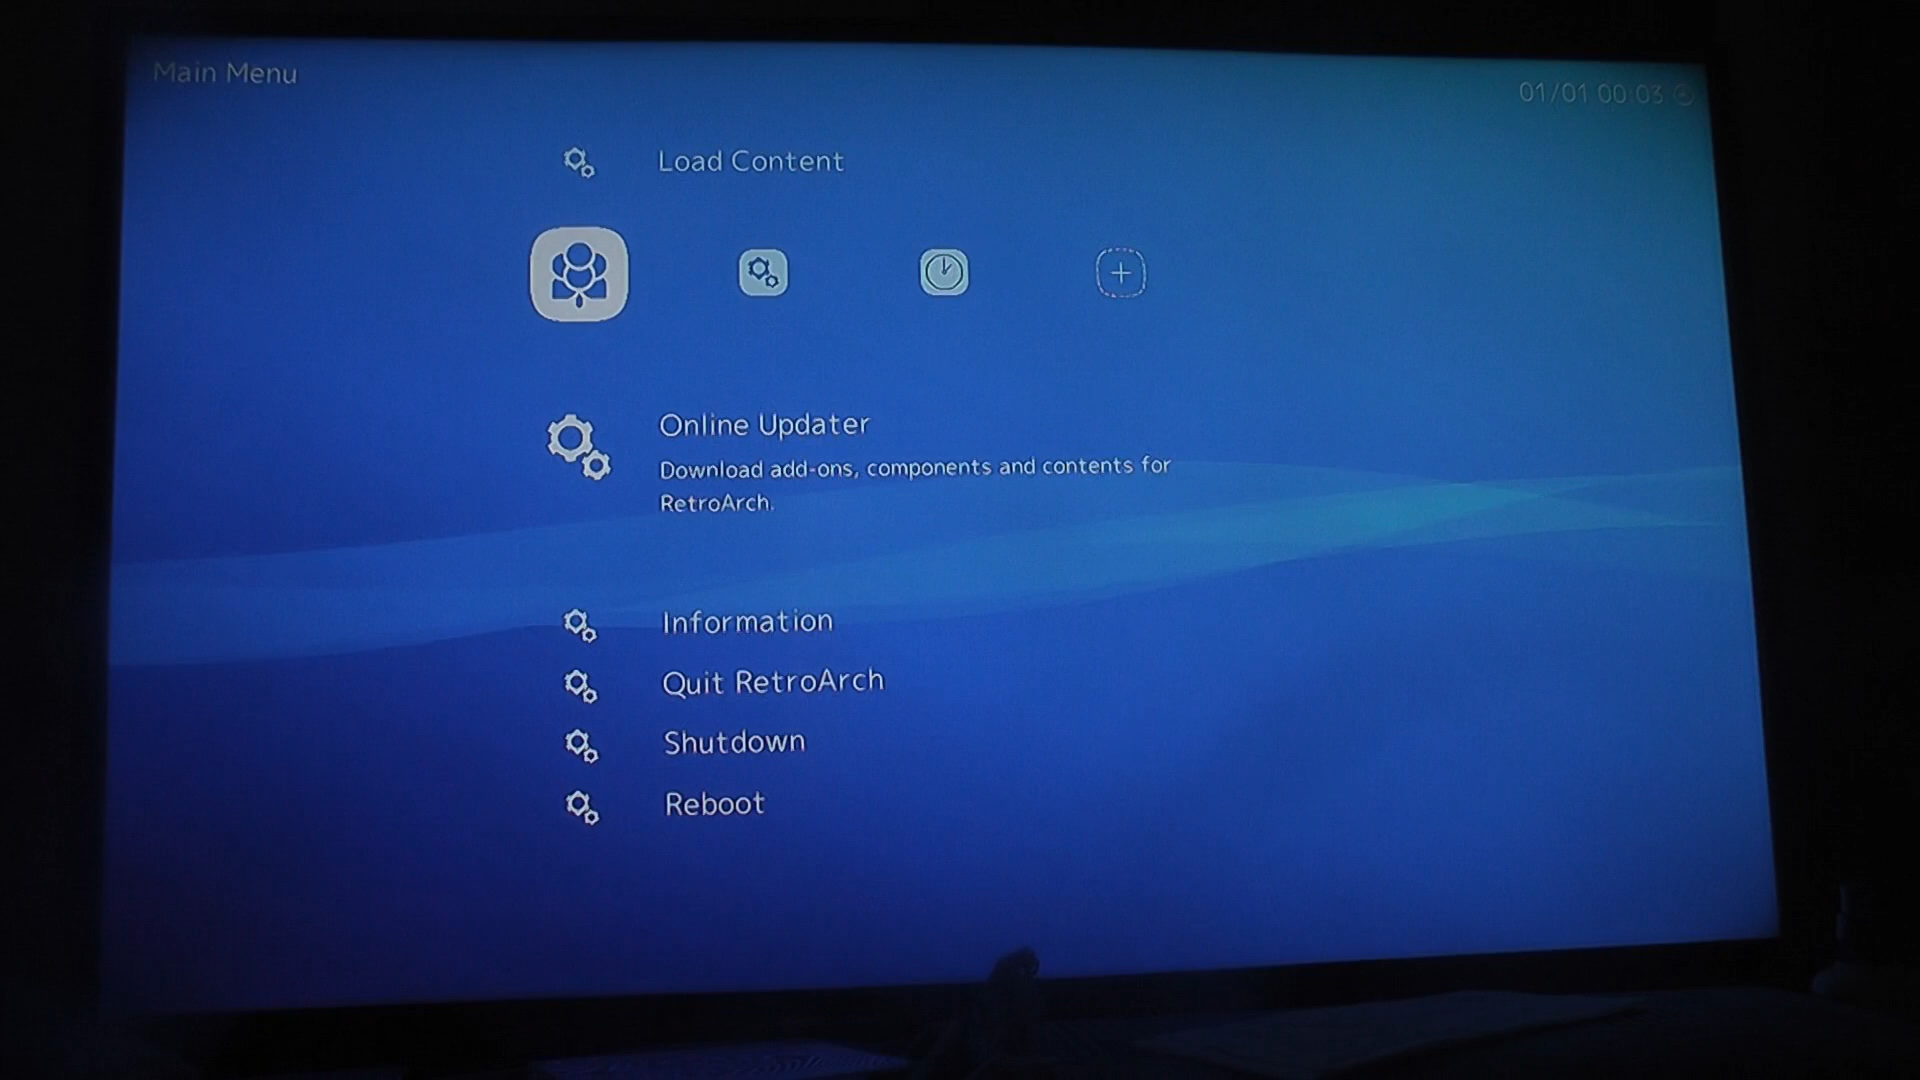 Main Menu
01/01 00:03
Load Content
Online Updater
Download add-ons, components and contents for
RetroArch.
Information
Quit RetroArch
Shutdown
Reboot